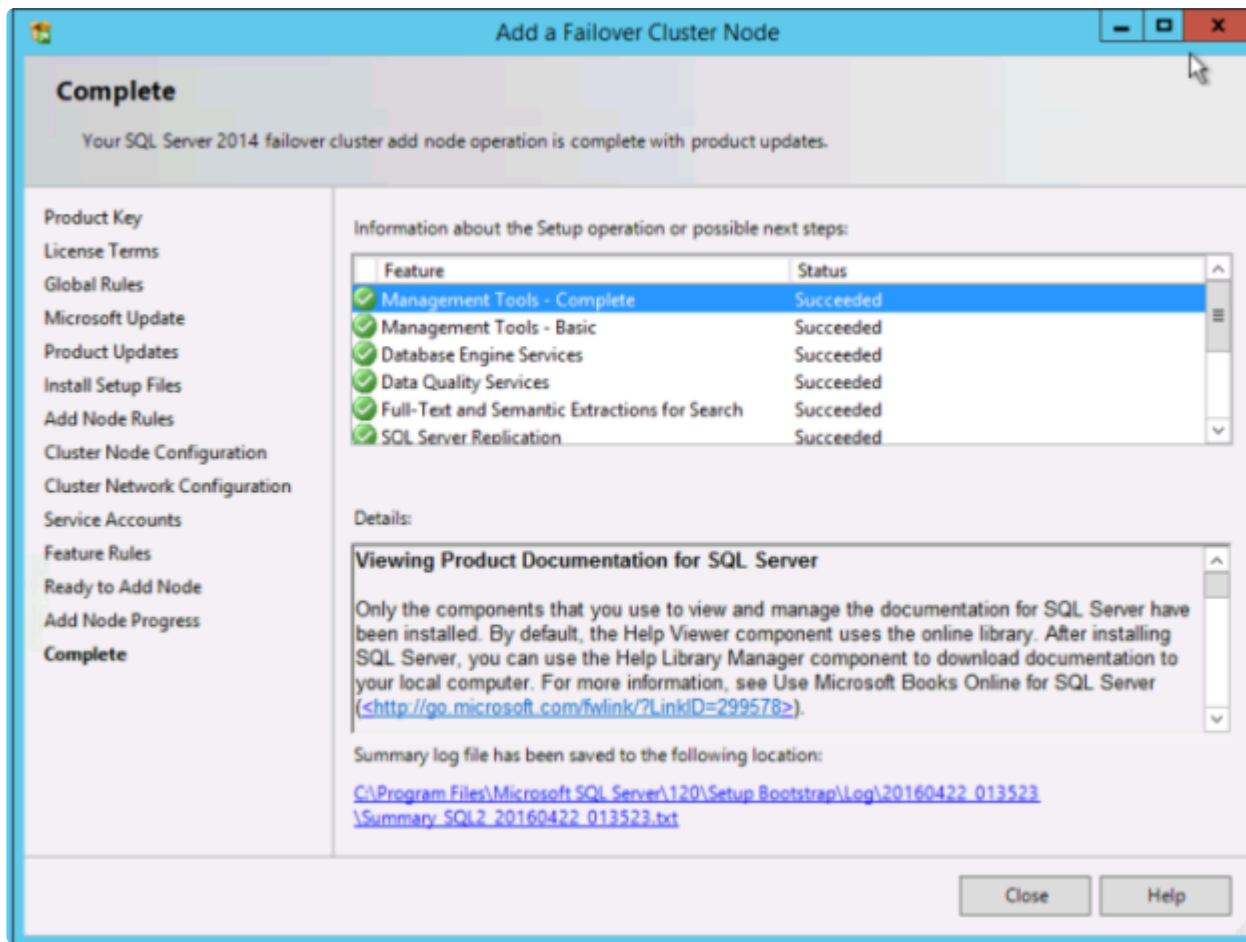 Add a Failover Cluster Node
Complete
Your SQL Server 2014 failover cluster add node operation is complete with product updates.
Product Key
License Terms
Global Rules
Microsoft Update
Product Updates
Install Setup Files
Add Node Rules
Cluster Node Configuration
Cluster Network Configuration
Service Accounts
Feature Rules
Ready to Add Node
Add Node Progress
Complete
Information about the Setup operation or possible next steps:
Feature Status
Management Tools - Complete Succeeded
Management Tools - Basic Succeeded
Database Engine Services Succeeded
Data Quality Services Succeeded
Full-Text and Semantic Extractions for Search Succeeded
SQL Server Replication Succeeded
Details:
Viewing Product Documentation for SQL Server
Only the components that you use to view and manage the documentation for SQL Server have
been installed. By default, the Help Viewer component uses the online library. After installing
SQL Server, you can use the Help Library Manager component to download documentation to
your local computer. For more information, see Use Microsoft Books Online for SQL Server
(<http://go.microsoft.com/fwlink/?LinkID=299578>).
Summary log file has been saved to the following location:
C:\Program Files\Microsoft SQL Server\120\Setup Bootstrap\Log\20160422_013523
\Summary_SQL2_20160422_013523.txt
Close Help